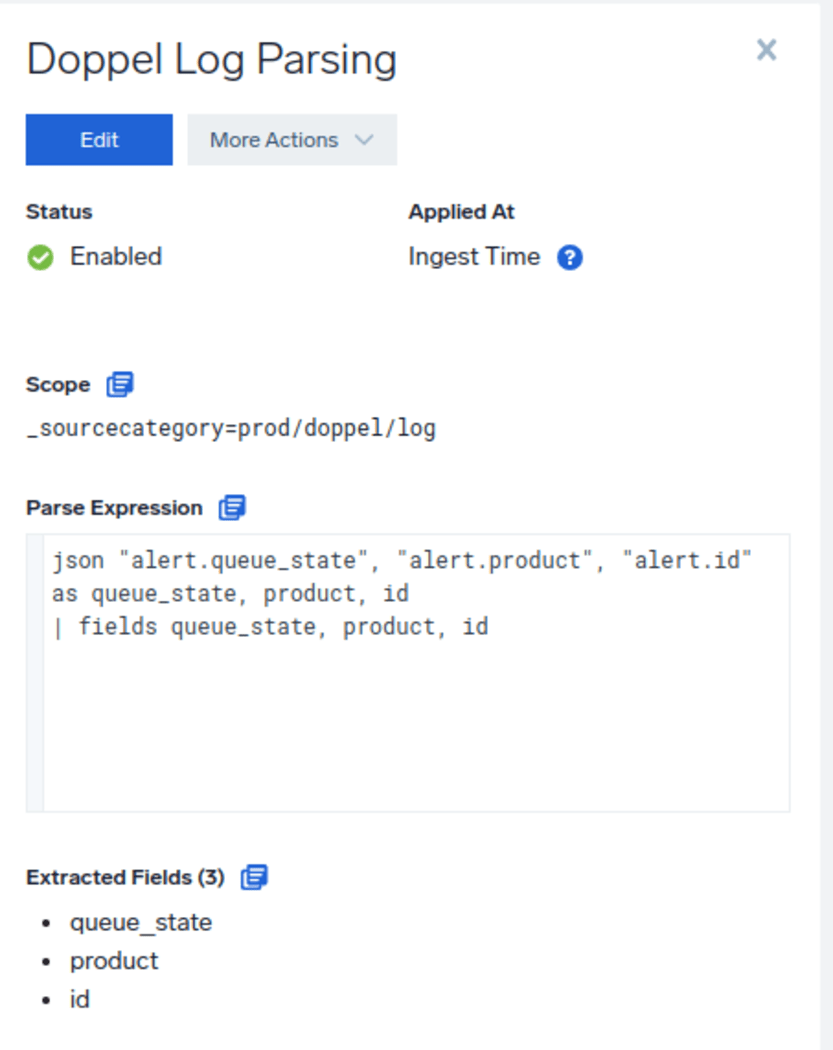 Doppel Log Parsing
Edit
More Actions
Status
Applied At
Enabled
Ingest Time
Scope
_sourcecategory=prod/doppel/log
Parse Expression
json "alert.queue_state", "alert.product", "alert.id"
as queue_state, product, id
| fields queue_state, product, id
Extracted Fields (3)
• queue_state
• product
• id